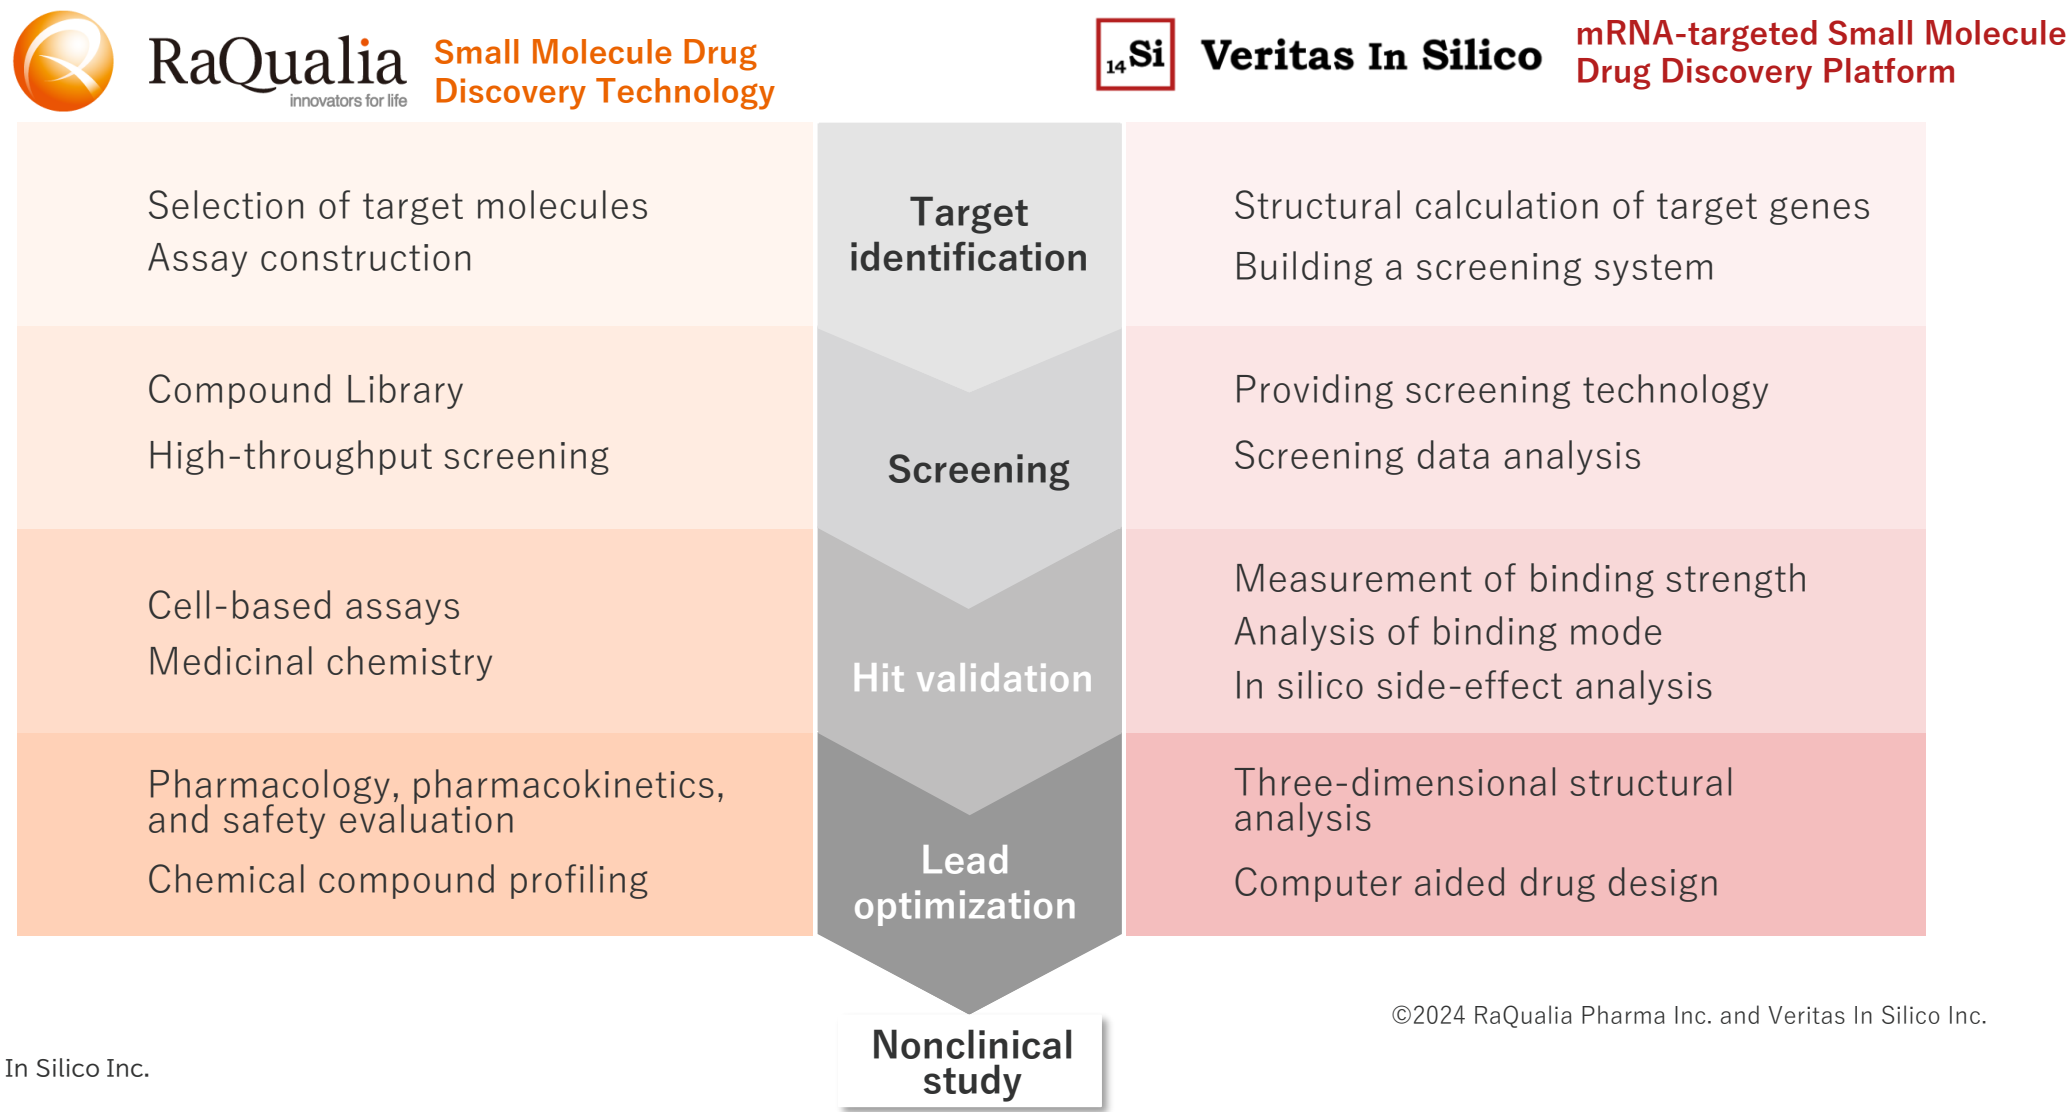 RaQualia
innovators for life
Small Molecule Drug
Discovery Technology
14Si
Veritas In Silico
mRNA-targeted Small Molecule
Drug Discovery Platform
Selection of target molecules
Assay construction
Target
identification
Structural calculation of target genes
Building a screening system
Compound Library
High-throughput screening
Screening
Providing screening technology
Screening data analysis
Cell-based assays
Medicinal chemistry
Hit validation
Measurement of binding strength
Analysis of binding mode
In silico side-effect analysis
Pharmacology, pharmacokinetics,
and safety evaluation
Chemical compound profiling
Lead
optimization
Three-dimensional structural
analysis
Computer aided drug design
Nonclinical
study
©2024 RaQualia Pharma Inc. and Veritas In Silico Inc.
In Silico Inc.